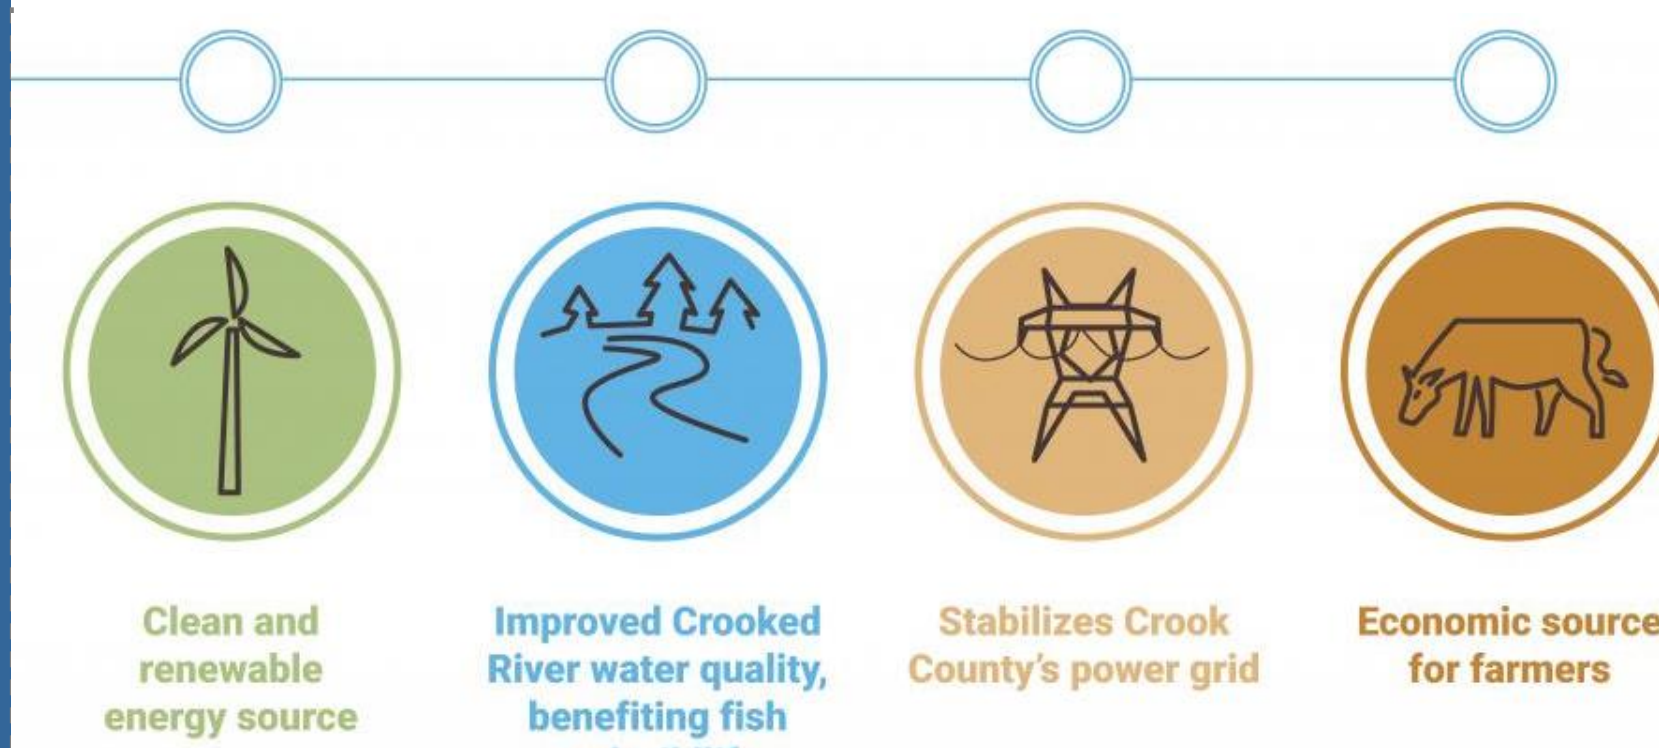 Clean and
renewable
energy source
Improved Crooked
River water quality,
benefiting fish
Stabilizes Crook
County's power grid
Economic source
for farmers